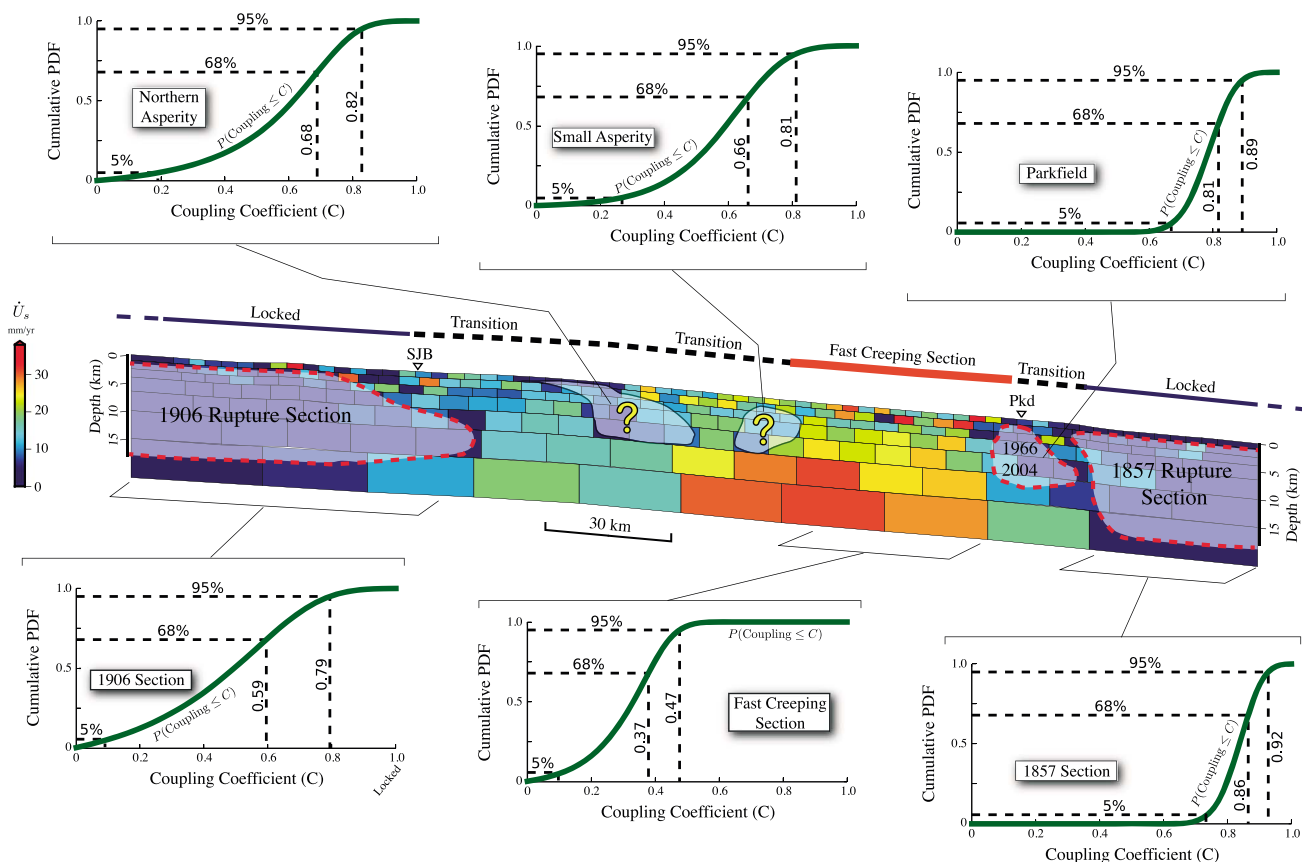 95%
68%
5%
Northern
Asperity
P(Coupling ≤ C)
0.68
0.82
Cumulative PDF
1.0
0.5
0
0
0.2
0.4
0.6
0.8
1.0
Coupling Coefficient (C)
95%
68%
5%
Small Asperity
P(Coupling ≤ C)
0.66
0.81
Cumulative PDF
1.0
0.5
0
0
0.2
0.4
0.6
0.8
1.0
Coupling Coefficient (C)
95%
68%
5%
Parkfield
P(Coupling ≤ C)
0.81
0.89
Cumulative PDF
1.0
0.5
0
0
0.2
0.4
0.6
0.8
1.0
Coupling Coefficient (C)
U̇s
mm/yr
30
20
10
0
Locked
Transition
Transition
Fast Creeping Section
Transition
Locked
SJB
Pkd
Depth (km)
0
5
10
15
1906 Rupture Section
?
?
1966
2004
1857 Rupture
Section
0
5
10
15
Depth (km)
30 km
95%
68%
5%
1906 Section
P(Coupling ≤ C)
0.59
0.79
Cumulative PDF
1.0
0.5
0
0
0.2
0.4
0.6
0.8
1.0
Locked
Coupling Coefficient (C)
95%
68%
5%
P(Coupling ≤ C)
Fast Creeping
Section
0.37
0.47
Cumulative PDF
1.0
0.5
0
0
0.2
0.4
0.6
0.8
1.0
Coupling Coefficient (C)
95%
68%
5%
1857 Section
P(Coupling ≤ C)
0.86
0.92
Cumulative PDF
1.0
0.5
0
0
0.2
0.4
0.6
0.8
1.0
Coupling Coefficient (C)